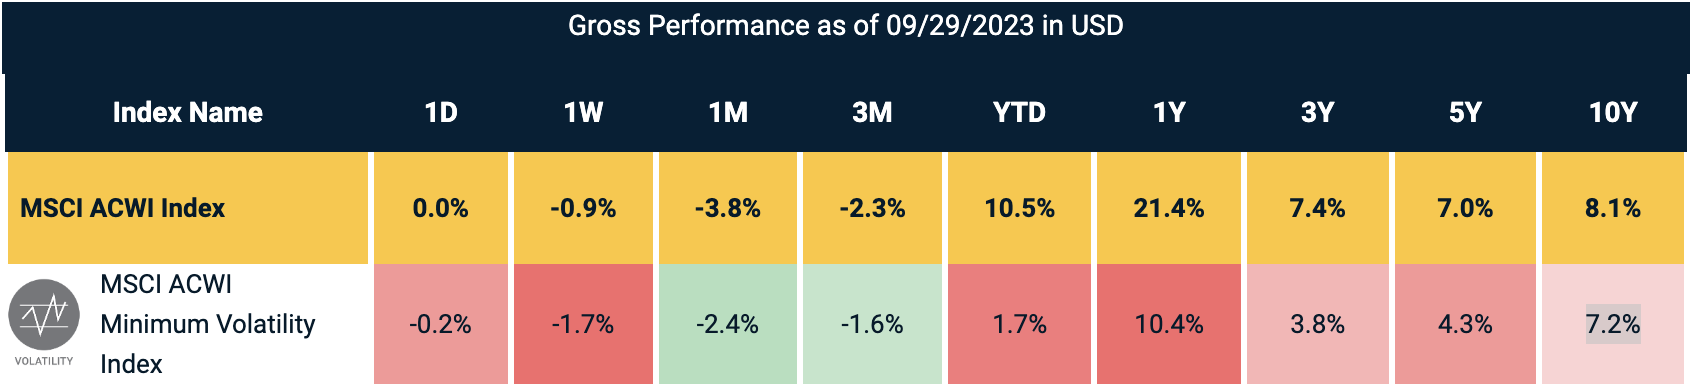 Gross Performance as of 09/29/2023 in USD
Index Name 1D 1W 1M 3M YTD 1Y 3Y 5Y 10Y
MSCI ACWI Index 0.0% -0.9% -3.8% -2.3% 10.5% 21.4% 7.4% 7.0% 8.1%
MSCI ACWI
Minimum Volatility -0.2% -1.7% -2.4% -1.6% 1.7% 10.4% 3.8% 4.3% 7.2%
Index
VOLATILITY